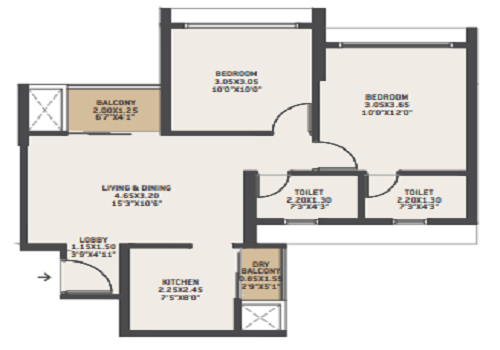 BEDROOM
3.05X3.05
10'0"X10'0"
BEDROOM
3.05X3.65
10'0"X12'0"
BALCONY
2.00X1.25
6'7"X4'1"
LIVING & DINING
4.65X3.20
15'3"X10'6"
TOILET
2.20X1.30
7'3"X4'3"
TOILET
2.20X1.30
7'3"X4'3"
LOBBY
1.15X1.50
3'9"X4'11"
KITCHEN
2.25X2.45
7'5"X8'0"
DRY
BALCONY
0.85X1.55
2'9"X5'1"